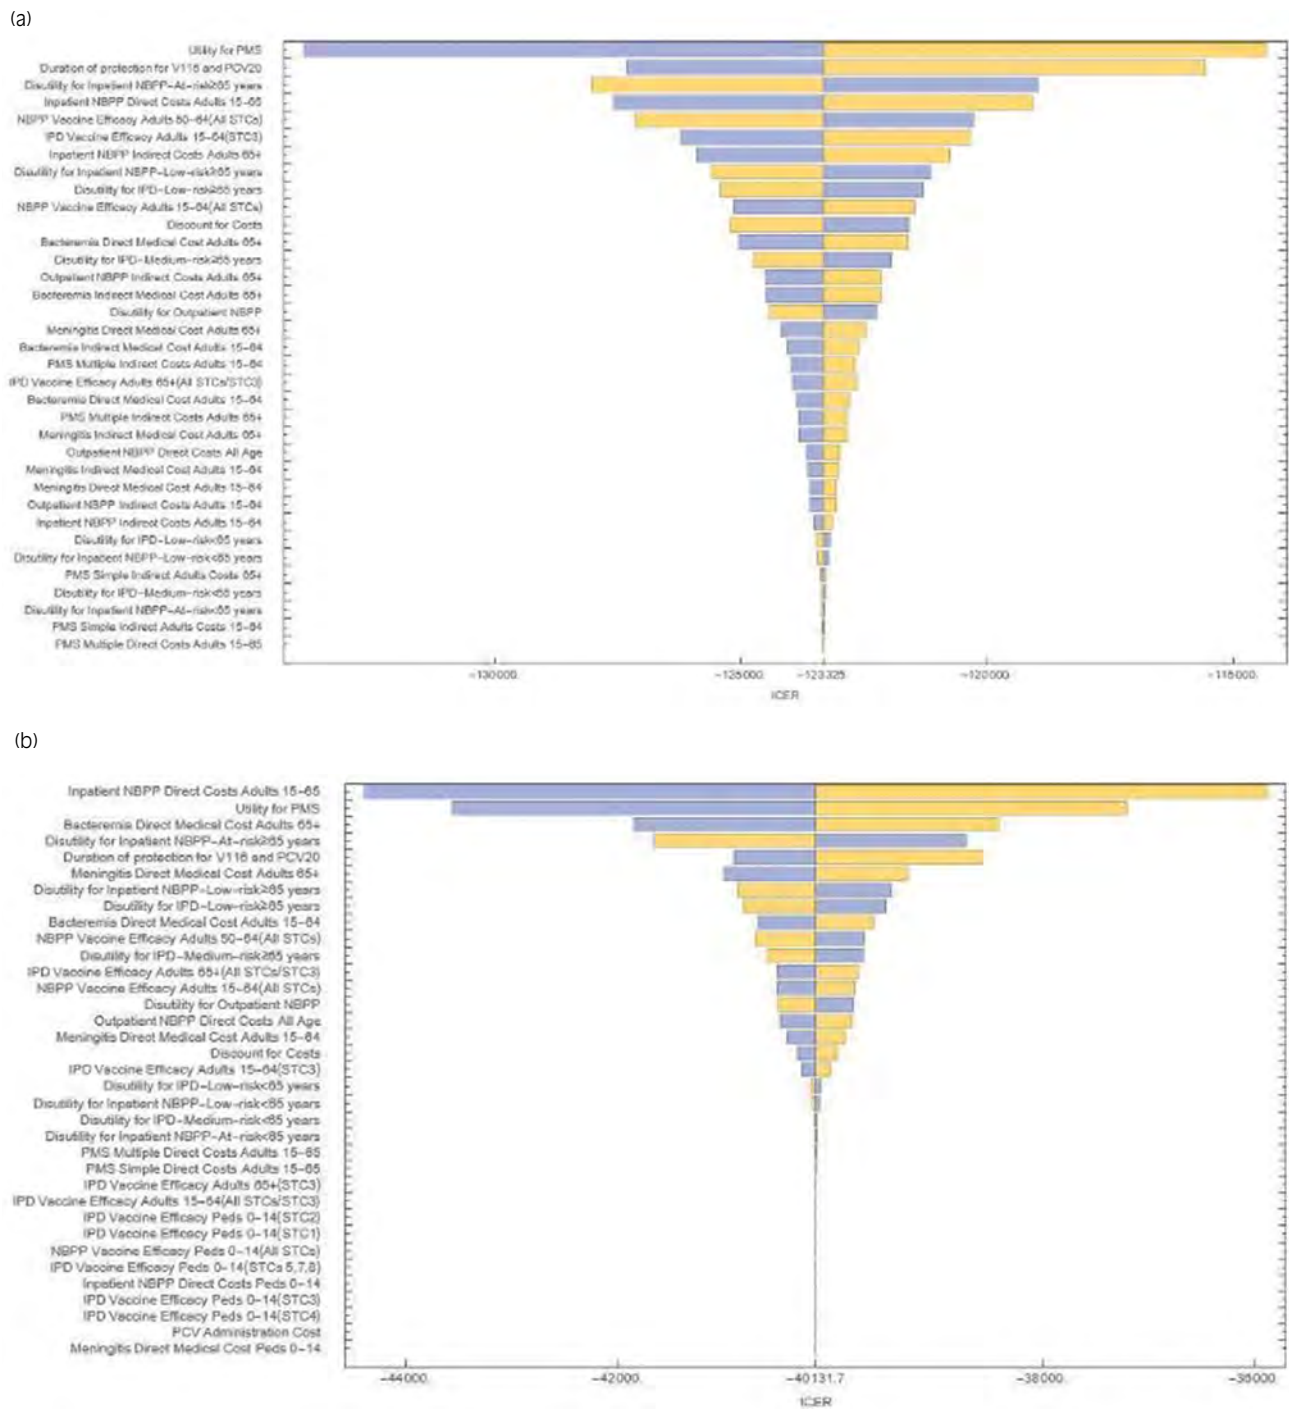 (a)
Utility for PMS
Duration of protection for V116 and PCV20
Disutility for Inpatient NBPP-At-risk≥65 years
Inpatient NBPP Direct Costs Adults 15-65
NBPP Vaccine Efficacy Adults 50-64(All STCs)
IPD Vaccine Efficacy Adults 15-64(STC3)
Inpatient NBPP Indirect Costs Adults 65+
Disutility for Inpatient NBPP-Low-risk≥65 years
Disutility for IPD-Low-risk≥65 years
NBPP Vaccine Efficacy Adults 15-64(All STCs)
Discount for Costs
Bacteremia Direct Medical Cost Adults 65+
Disutility for IPD-Medium-risk≥65 years
Outpatient NBPP Indirect Costs Adults 65+
Bacteremia Indirect Medical Cost Adults 65+
Disutility for Outpatient NBPP
Meningitis Direct Medical Cost Adults 65+
Bacteremia Indirect Medical Cost Adults 15-64
PMS Multiple Indirect Costs Adults 15-64
IPD Vaccine Efficacy Adults 65+(All STCs/STC3)
Bacteremia Direct Medical Cost Adults 15-64
PMS Multiple Indirect Costs Adults 65+
Meningitis Indirect Medical Cost Adults 65+
Outpatient NBPP Direct Costs All Age
Meningitis Indirect Medical Cost Adults 15-64
Meningitis Direct Medical Cost Adults 15-64
Outpatient NBPP Indirect Costs Adults 15-64
Inpatient NBPP Indirect Costs Adults 15-64
Disutility for IPD-Low-risk<65 years
Disutility for Inpatient NBPP-Low-risk<65 years
PMS Simple Indirect Adults Costs 65+
Disutility for IPD-Medium-risk<65 years
Disutility for Inpatient NBPP-At-risk<65 years
PMS Simple Indirect Adults Costs 15-64
PMS Multiple Direct Costs Adults 15-65
-130000 -125000 -123325 -120000 -115000
ICER
(b)
Inpatient NBPP Direct Costs Adults 15-65
Utility for PMS
Bacteremia Direct Medical Cost Adults 65+
Disutility for Inpatient NBPP-At-risk≥65 years
Duration of protection for V116 and PCV20
Meningitis Direct Medical Cost Adults 65+
Disutility for Inpatient NBPP-Low-risk≥65 years
Disutility for IPD-Low-risk≥65 years
Bacteremia Direct Medical Cost Adults 15-64
NBPP Vaccine Efficacy Adults 50-64(All STCs)
Disutility for IPD-Medium-risk≥65 years
IPD Vaccine Efficacy Adults 65+(All STCs/STC3)
NBPP Vaccine Efficacy Adults 15-64(All STCs)
Disutility for Outpatient NBPP
Outpatient NBPP Direct Costs All Age
Meningitis Direct Medical Cost Adults 15-64
Discount for Costs
IPD Vaccine Efficacy Adults 15-64(STC3)
Disutility for IPD-Low-risk<65 years
Disutility for Inpatient NBPP-Low-risk<65 years
Disutility for IPD-Medium-risk<65 years
Disutility for Inpatient NBPP-At-risk<65 years
PMS Multiple Direct Costs Adults 15-65
PMS Simple Direct Costs Adults 15-65
IPD Vaccine Efficacy Adults 65+(STC3)
IPD Vaccine Efficacy Adults 15-64(All STCs/STC3)
IPD Vaccine Efficacy Peds 0-14(STC2)
IPD Vaccine Efficacy Peds 0-14(STC1)
NBPP Vaccine Efficacy Peds 0-14(All STCs)
IPD Vaccine Efficacy Peds 0-14(STCs 5,7,8)
Inpatient NBPP Direct Costs Peds 0-14
IPD Vaccine Efficacy Peds 0-14(STC3)
IPD Vaccine Efficacy Peds 0-14(STC4)
PCV Administration Cost
Meningitis Direct Medical Cost Peds 0-14
-44000 -42000 -40131.7 -38000 -36000
ICER